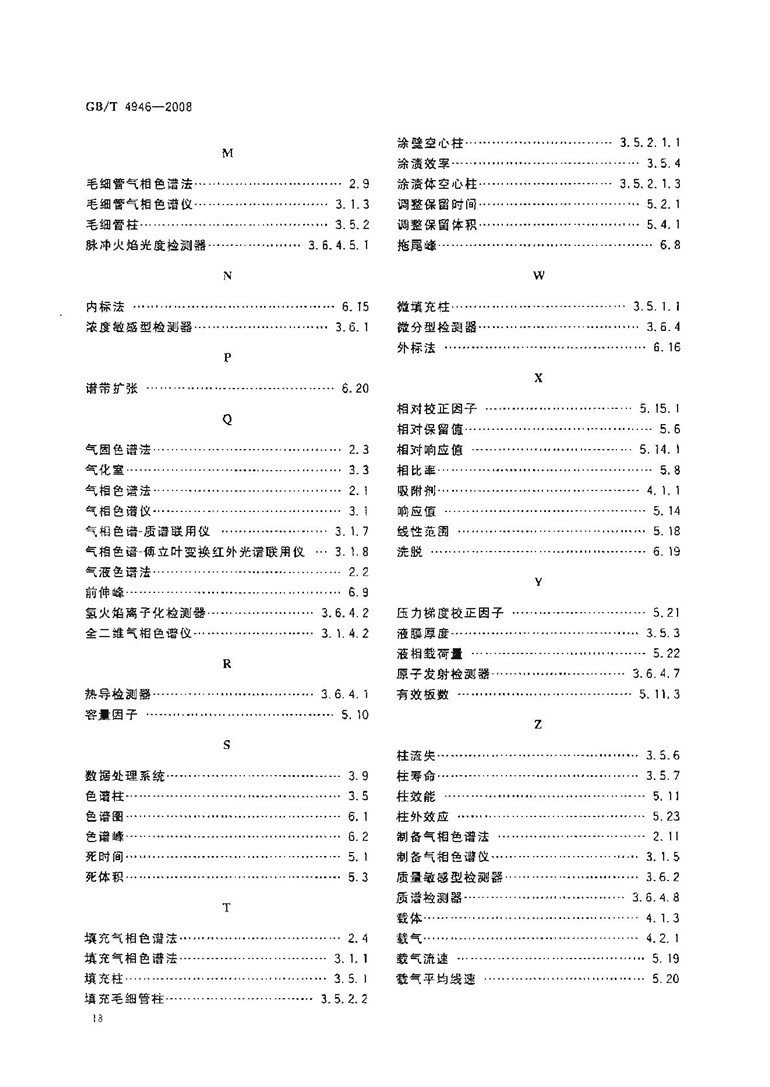 GB/T 4946—2008
M
毛细管气相色谱法 …………………………… 2.9
毛细管气相色谱仪 ………………………… 3.1.3
毛细管柱 …………………………………… 3.5.2
脉冲火焰光度检测器 ………………… 3.6.4.5.1
N
内标法 ……………………………………… 6.15
浓度敏感型检测器 ………………………… 3.6.1
P
谱带扩张 …………………………………… 6.20
Q
气固色谱法 …………………………………… 2.3
气化室 ………………………………………… 3.3
气相色谱法 …………………………………… 2.1
气相色谱仪 …………………………………… 3.1
气相色谱-质谱联用仪 …………………… 3.1.7
气相色谱-傅立叶变换红外光谱联用仪 … 3.1.8
气液色谱法 …………………………………… 2.2
前伸峰 ………………………………………… 6.9
氢火焰离子化检测器 …………………… 3.6.4.2
全二维气相色谱仪 ……………………… 3.1.4.2
R
热导检测器 ……………………………… 3.6.4.1
容量因子 …………………………………… 5.10
S
数据处理系统 ………………………………… 3.9
色谱柱 ………………………………………… 3.5
色谱图 ………………………………………… 6.1
色谱峰 ………………………………………… 6.2
死时间 ………………………………………… 5.1
死体积 ………………………………………… 5.3
T
填充气相色谱法 ……………………………… 2.4
填充气相色谱法 …………………………… 3.1.1
填充柱 ……………………………………… 3.5.1
填充毛细管柱 …………………………… 3.5.2.2
涂壁空心柱 …………………………… 3.5.2.1.1
涂渍效率 …………………………………… 3.5.4
涂渍体空心柱 ………………………… 3.5.2.1.3
调整保留时间 ……………………………… 5.2.1
调整保留体积 ……………………………… 5.4.1
拖尾峰 ………………………………………… 6.8
W
微填充柱 ………………………………… 3.5.1.1
微分型检测器 ……………………………… 3.6.4
外标法 ……………………………………… 6.16
X
相对校正因子 ……………………………… 5.15.1
相对保留值 …………………………………… 5.6
相对响应值 ………………………………… 5.14.1
相比率 ………………………………………… 5.8
吸附剂 ……………………………………… 4.1.1
响应值 ……………………………………… 5.14
线性范围 …………………………………… 5.18
洗脱 ………………………………………… 6.19
Y
压力梯度校正因子 ………………………… 5.21
液膜厚度 …………………………………… 3.5.3
液相载荷量 ………………………………… 5.22
原子发射检测器 ………………………… 3.6.4.7
有效板数 …………………………………… 5.11.3
Z
柱流失 ……………………………………… 3.5.6
柱寿命 ……………………………………… 3.5.7
柱效能 ……………………………………… 5.11
柱外效应 …………………………………… 5.23
制备气相色谱法 …………………………… 2.11
制备气相色谱仪 …………………………… 3.1.5
质量敏感型检测器 ………………………… 3.6.2
质谱检测器 ……………………………… 3.6.4.8
载体 ………………………………………… 4.1.3
载气 ………………………………………… 4.2.1
载气流速 …………………………………… 5.19
载气平均线速 ……………………………… 5.20
18